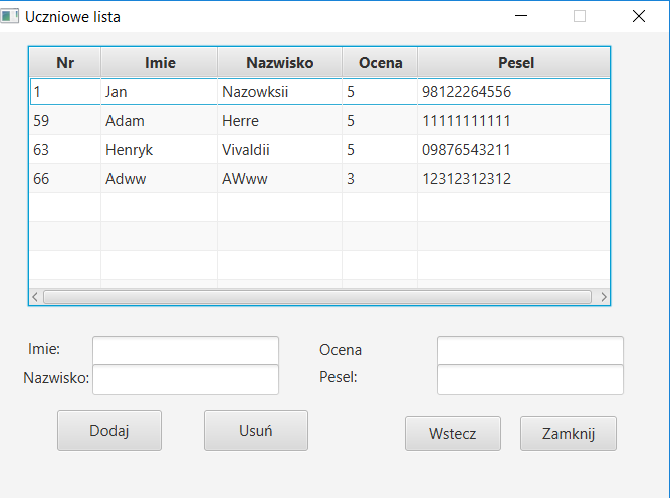 Uczniowe lista
Nr Imie Nazwisko Ocena Pesel
1 Jan Nazowksii 5 98122264556
59 Adam Herre 5 11111111111
63 Henryk Vivaldii 5 09876543211
66 Adww AWww 3 12312312312
Imie: Ocena
Nazwisko: Pesel:
Dodaj Usuń Wstecz Zamknij